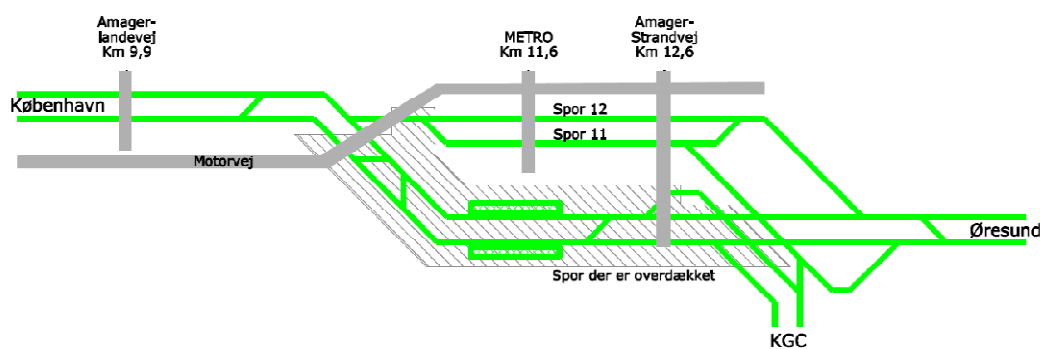 Amager-
landevej
Km 9,9
METRO
Km 11,6
Amager-
Strandvej
Km 12,6
København
Spor 12
Spor 11
Motorvej
Øresund
Spor der er overdækket
KGC